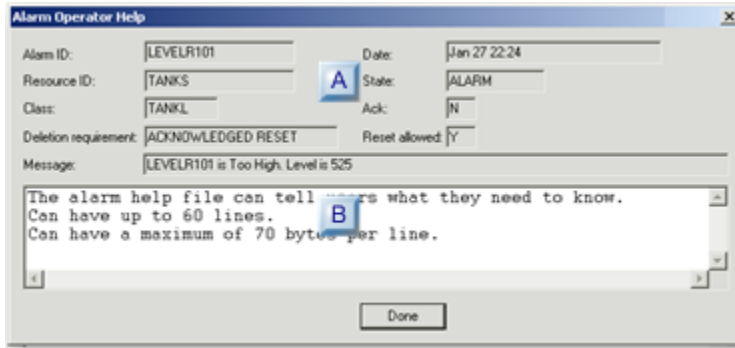 Alarm Operator Help
Alarm ID: LEVELR101 Date: Jan 27 22:24
Resource ID: TANKS A State: ALARM
Class: TANKL Ack: N
Deletion requirement: ACKNOWLEDGED RESET Reset allowed: Y
Message: LEVELR101 is Too High. Level is 525
The alarm help file can tell users what they need to know.
Can have up to 60 lines. B
Can have a maximum of 70 bytes per line.
Done